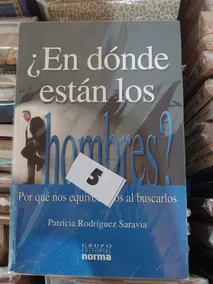 ¿En dónde
están los
hombres?
5
Por qué nos equivo os al buscarlos
Patricia Rodríguez Saravia
GRUPO
EDITORIAL
norma